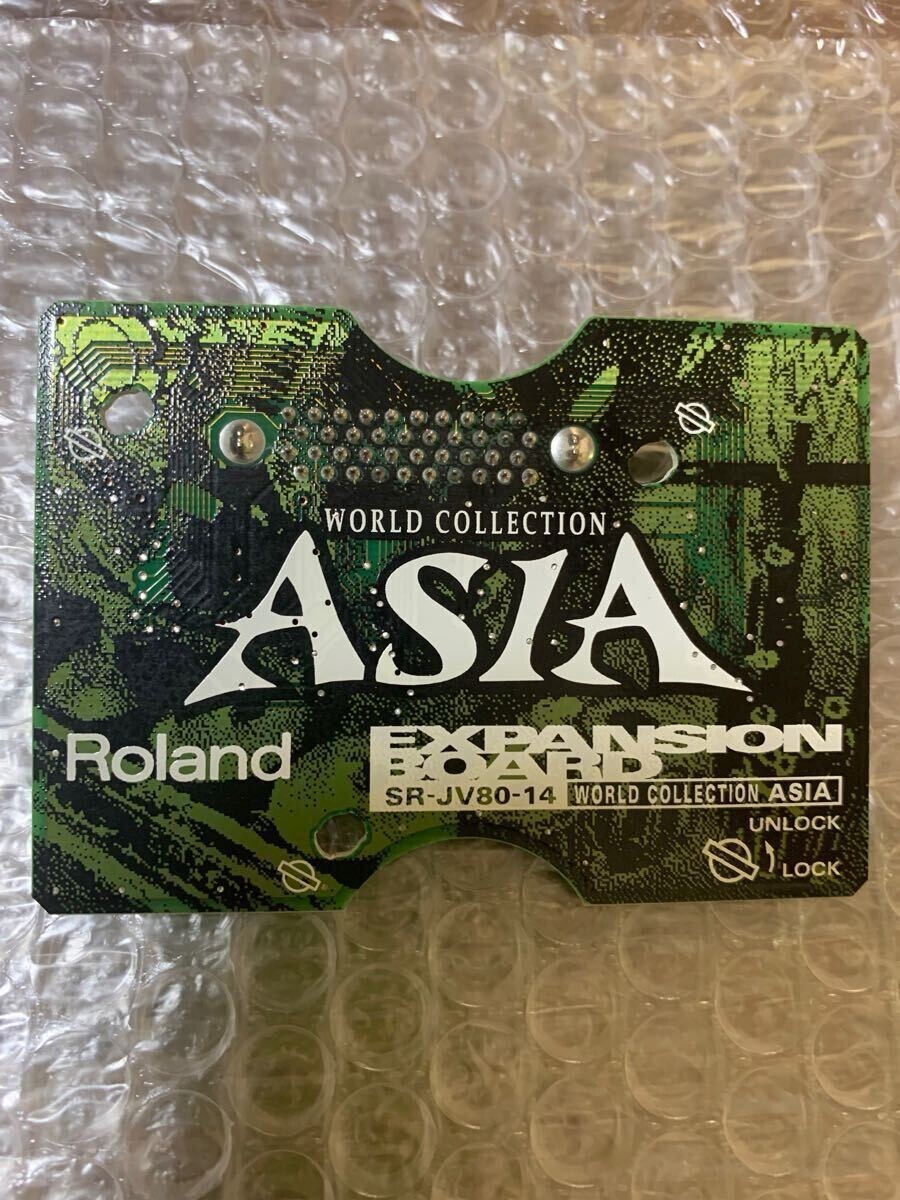 WORLD COLLECTION
ASIA
Roland
EXPANSION
BOARD
SR-JV80-14 WORLD COLLECTION ASIA
UNLOCK
LOCK